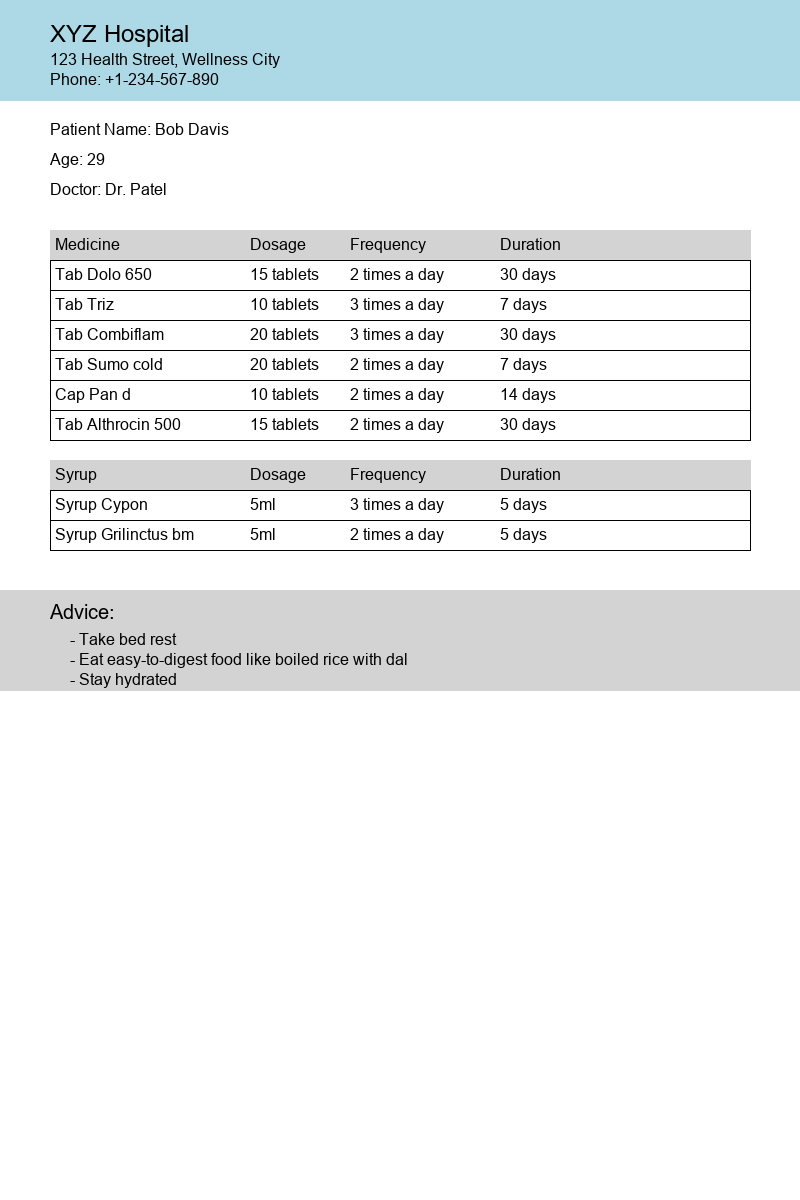 XYZ Hospital
123 Health Street, Wellness City
Phone: +1-234-567-890
Patient Name: Bob Davis
Age: 29
Doctor: Dr. Patel
Medicine Dosage Frequency Duration
Tab Dolo 650 15 tablets 2 times a day 30 days
Tab Triz 10 tablets 3 times a day 7 days
Tab Combiflam 20 tablets 3 times a day 30 days
Tab Sumo cold 20 tablets 2 times a day 7 days
Cap Pan d 10 tablets 2 times a day 14 days
Tab Althrocin 500 15 tablets 2 times a day 30 days
Syrup Dosage Frequency Duration
Syrup Cypon 5ml 3 times a day 5 days
Syrup Grilinctus bm 5ml 2 times a day 5 days
Advice:
- Take bed rest
- Eat easy-to-digest food like boiled rice with dal
- Stay hydrated